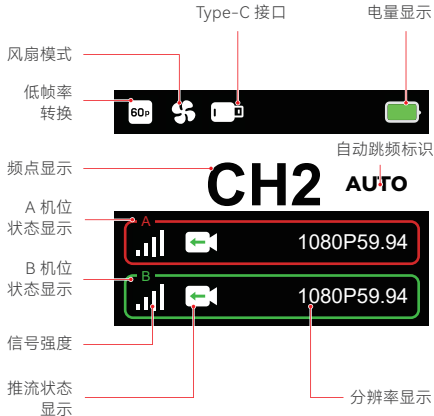 Type-C 接口
电量显示
风扇模式
低帧率
转换
60P
自动跳频标识
频点显示
CH2
AUTO
A 机位
状态显示
A
1080P59.94
B 机位
状态显示
B
1080P59.94
信号强度
推流状态
显示
分辨率显示